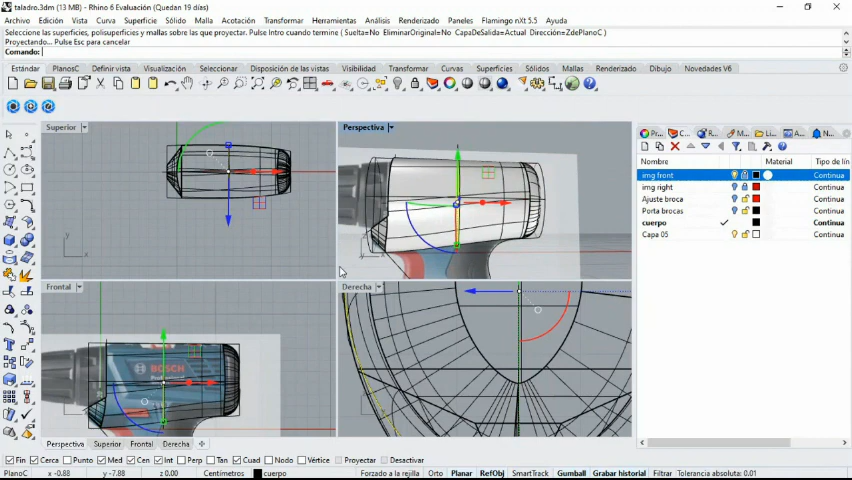 taladro.3dm (13 MB) - Rhino 6 Evaluación (Quedan 19 días)
Archivo Edición Vista Curva Superficie Sólido Malla Acotación Transformar Herramientas Análisis Renderizado Paneles Flamingo nXt 5.5 Ayuda
Seleccione las superficies, polisuperficies y mallas sobre las que proyectar. Pulse Intro cuando termine ( Suelta=No EliminarOriginal=No CapaDeSalida=Actual Dirección=ZdePlanoC )
Proyectando... Pulse Esc para cancelar
Comando:
Estándar PlanosC Definir vista Visualización Seleccionar Disposición de las vistas Visibilidad Transformar Curvas Superficies Sólidos Mallas Renderizado Dibujo Novedades V6
Superior
Perspectiva
Pr... C... R... M... Li... A... N...
Nombre Material Tipo de lín
img front Continua
img right Continua
Ajuste broca Continua
Porta brocas Continua
cuerpo Continua
Capa 05 Continua
y
x
Frontal
Derecha
BOSCH
Perspectiva Superior Frontal Derecha
Fin Cerca Punto Med Cen Int Perp Tan Cuad Nodo Vértice Proyectar Desactivar
PlanoC x -0.88 y -7.88 z 0.00 Centímetros cuerpo Forzado a la rejilla Orto Planar RefObj SmartTrack Gumball Grabar historial Filtrar Tolerancia absoluta: 0.01